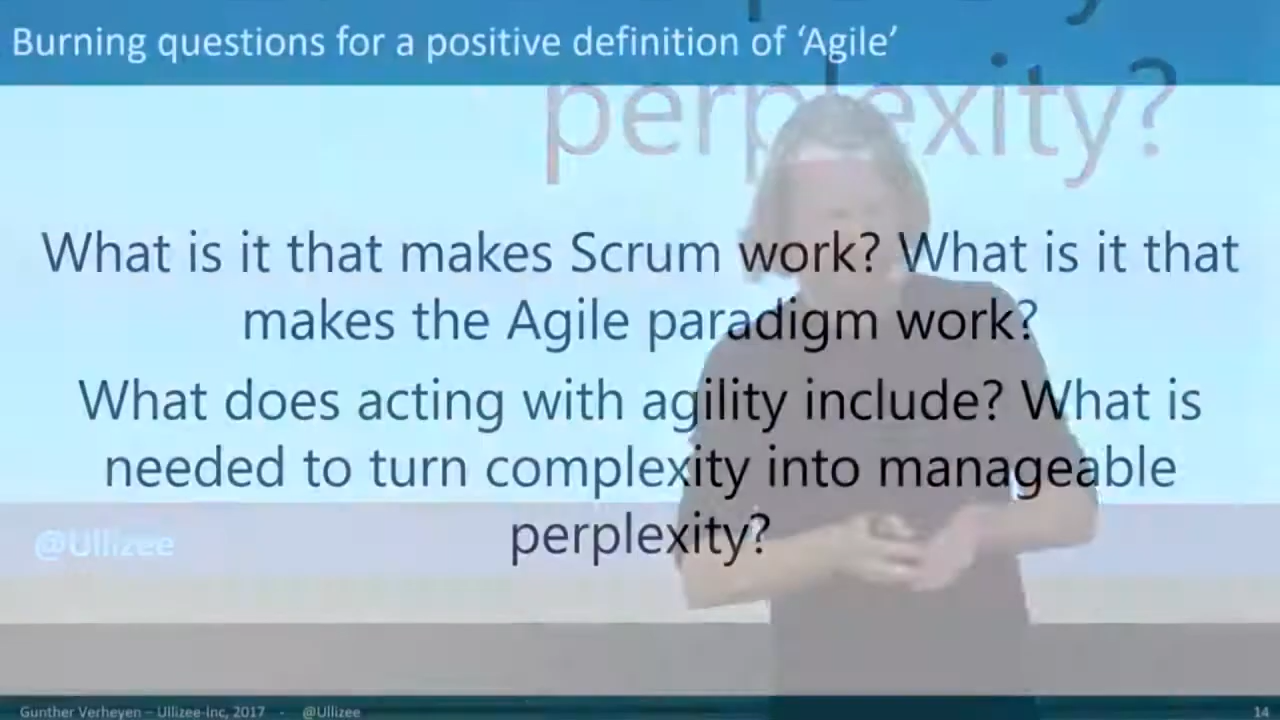 Burning questions for a positive definition of ‘Agile’
perplexity?
What is it that makes Scrum work? What is it that
makes the Agile paradigm work?
What does acting with agility include? What is
needed to turn complexity into manageable
perplexity?
@Ullizee
Gunther Verheyen – Ullizee-Inc, 2017 - @Ullizee
14